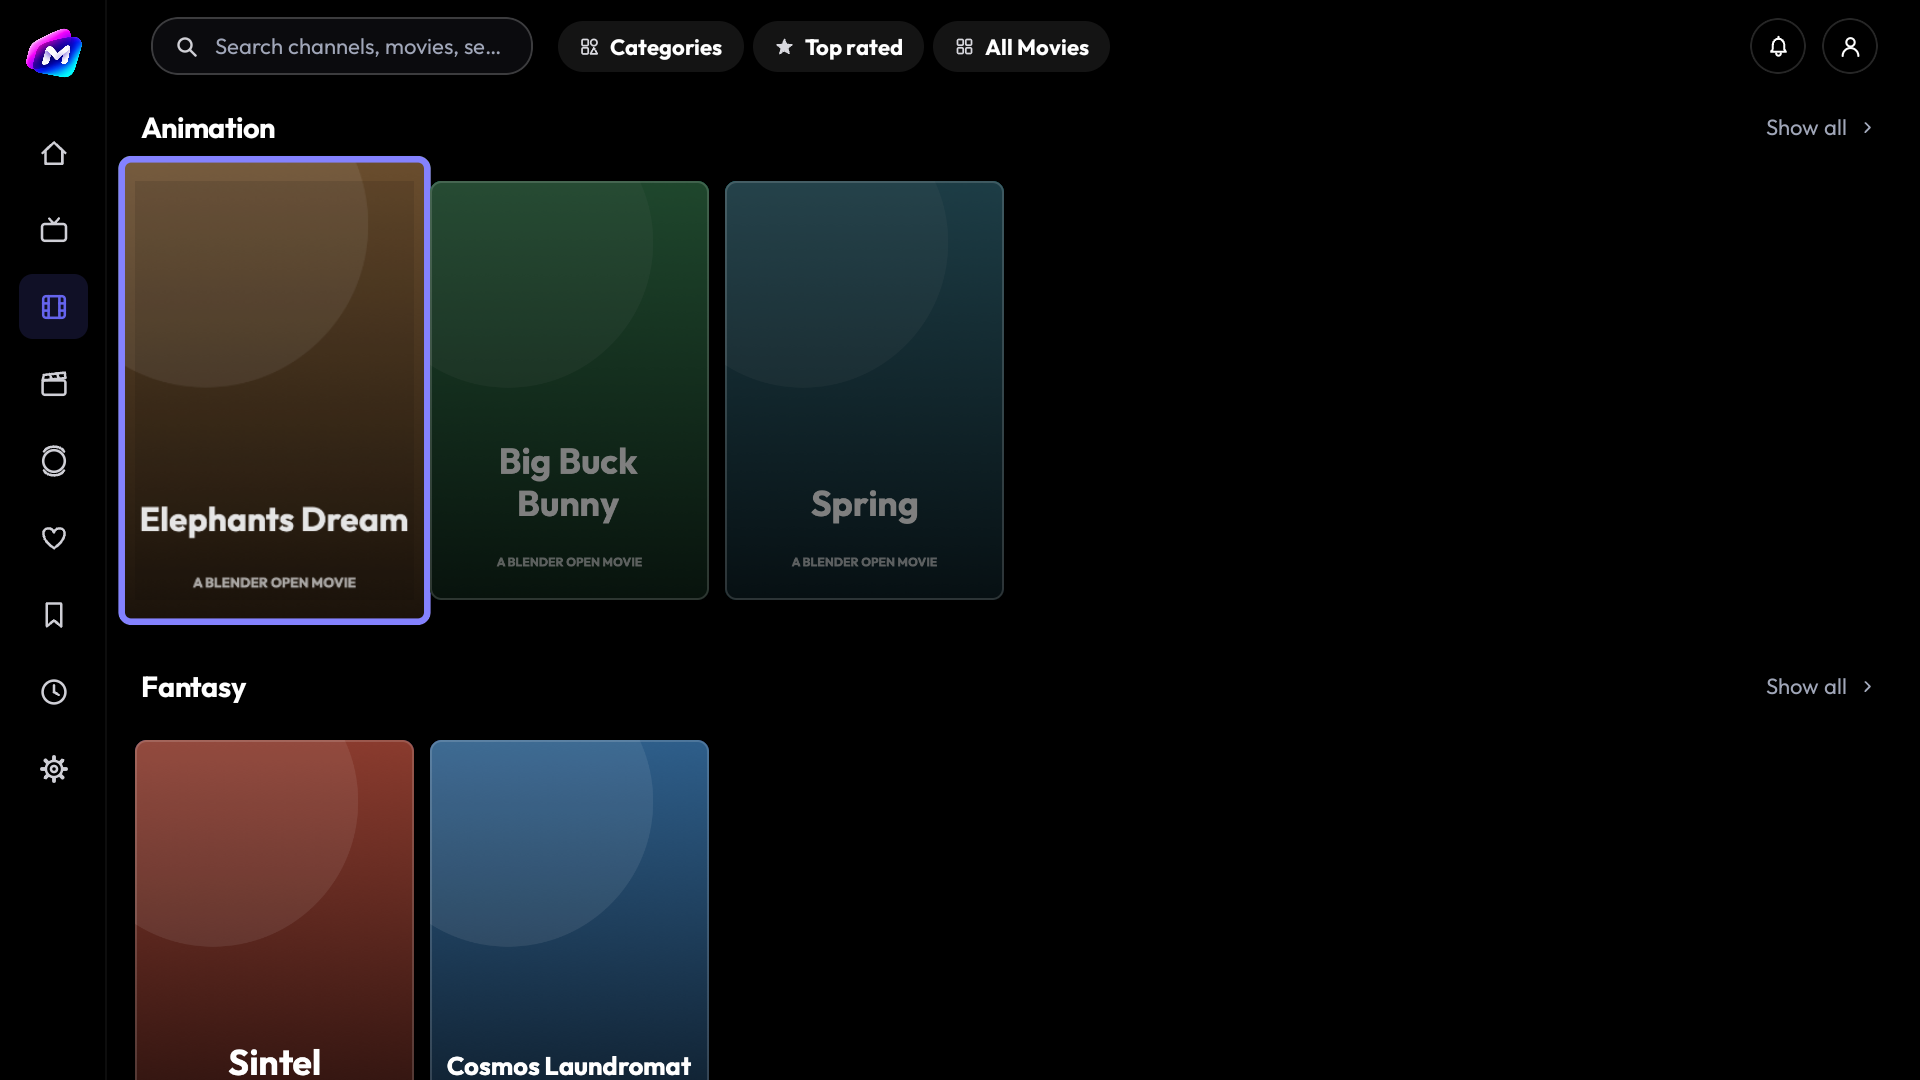 Search channels, movies, se...
Categories
Top rated
All Movies
Animation
Show all
Elephants Dream
A BLENDER OPEN MOVIE
Big Buck
Bunny
A BLENDER OPEN MOVIE
Spring
A BLENDER OPEN MOVIE
Fantasy
Show all
Sintel
Cosmos Laundromat